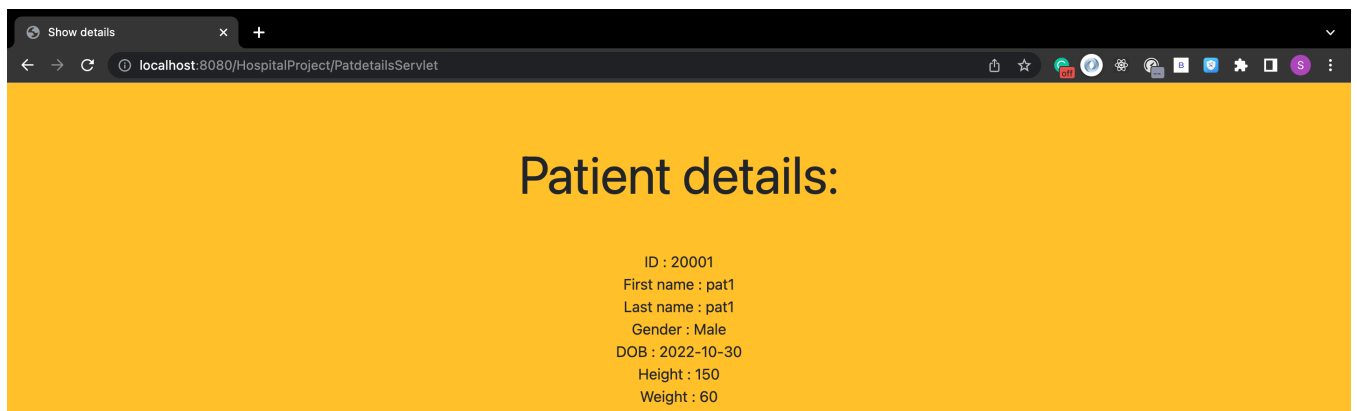 Show details
localhost:8080/HospitalProject/PatdetailsServlet
off
B
S
Patient details:
ID : 20001
First name : pat1
Last name : pat1
Gender : Male
DOB : 2022-10-30
Height : 150
Weight : 60